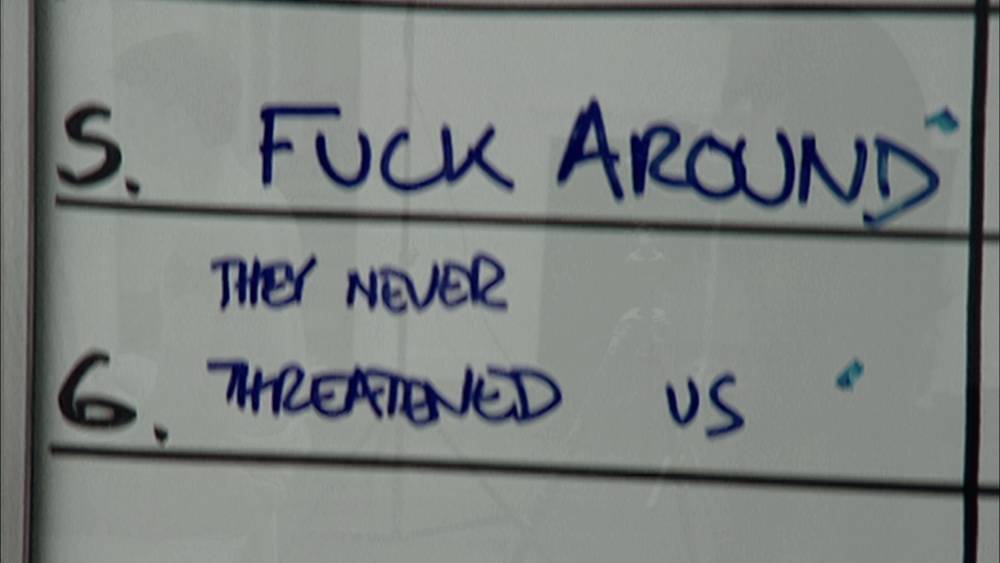 5. FUCK AROUND
THEY NEVER
6. THREATENED US